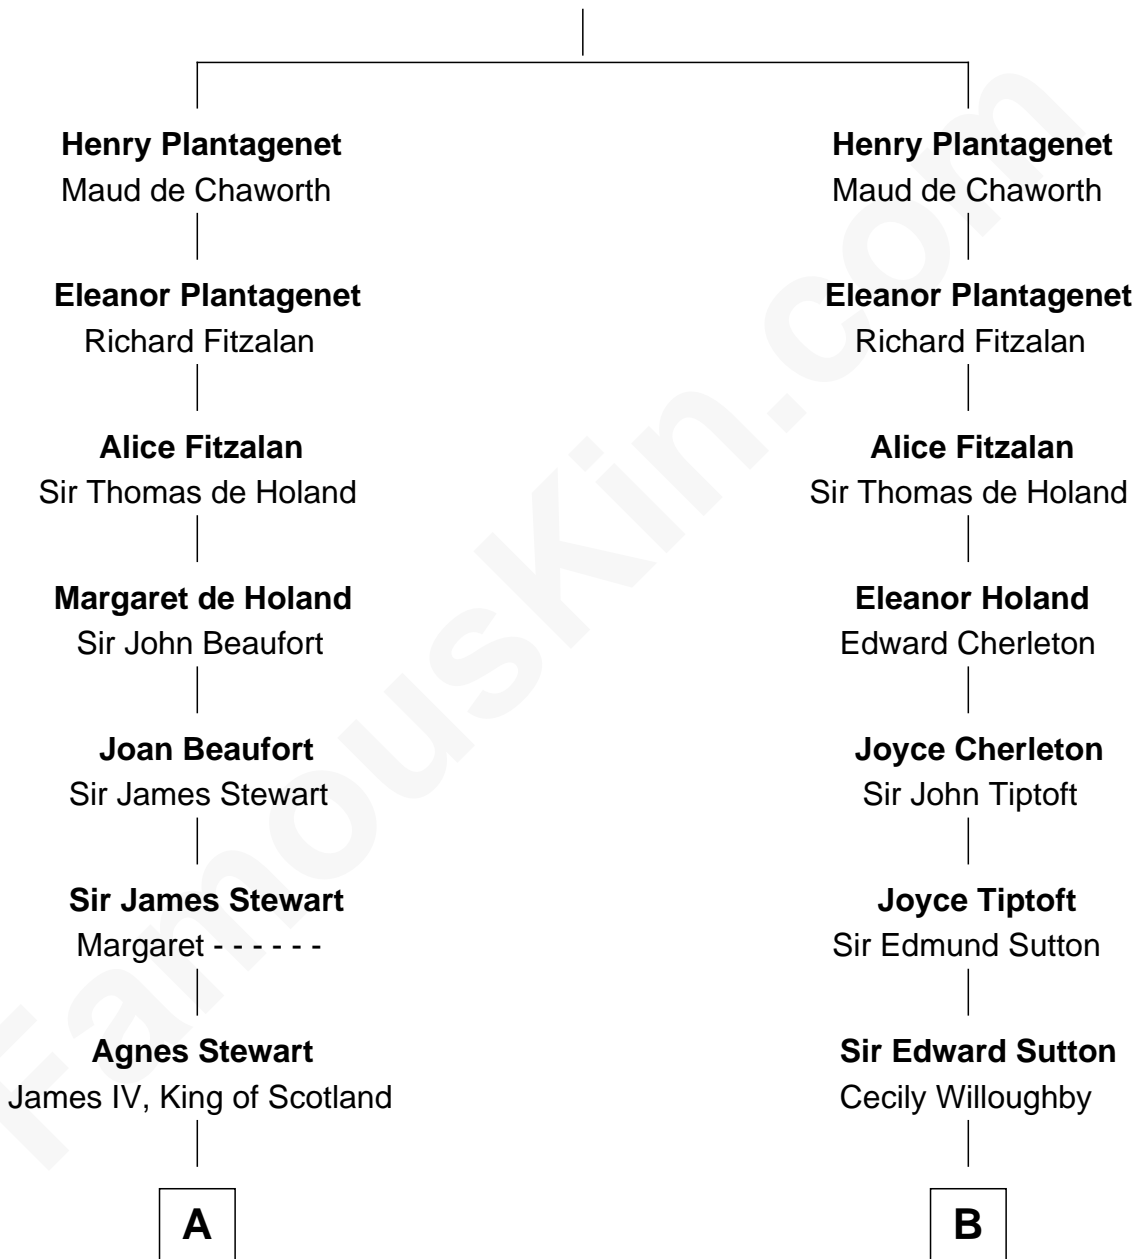 Henry Plantagenet
Maud de Chaworth
Eleanor Plantagenet
Richard Fitzalan
Alice Fitzalan
Sir Thomas de Holand
Margaret de Holand
Sir John Beaufort
Joan Beaufort
Sir James Stewart
Sir James Stewart
Margaret - - - - - -
Agnes Stewart
James IV, King of Scotland
A
Henry Plantagenet
Maud de Chaworth
Eleanor Plantagenet
Richard Fitzalan
Alice Fitzalan
Sir Thomas de Holand
Eleanor Holand
Edward Cherleton
Joyce Cherleton
Sir John Tiptoft
Joyce Tiptoft
Sir Edmund Sutton
Sir Edward Sutton
Cecily Willoughby
B
FamousKin.com